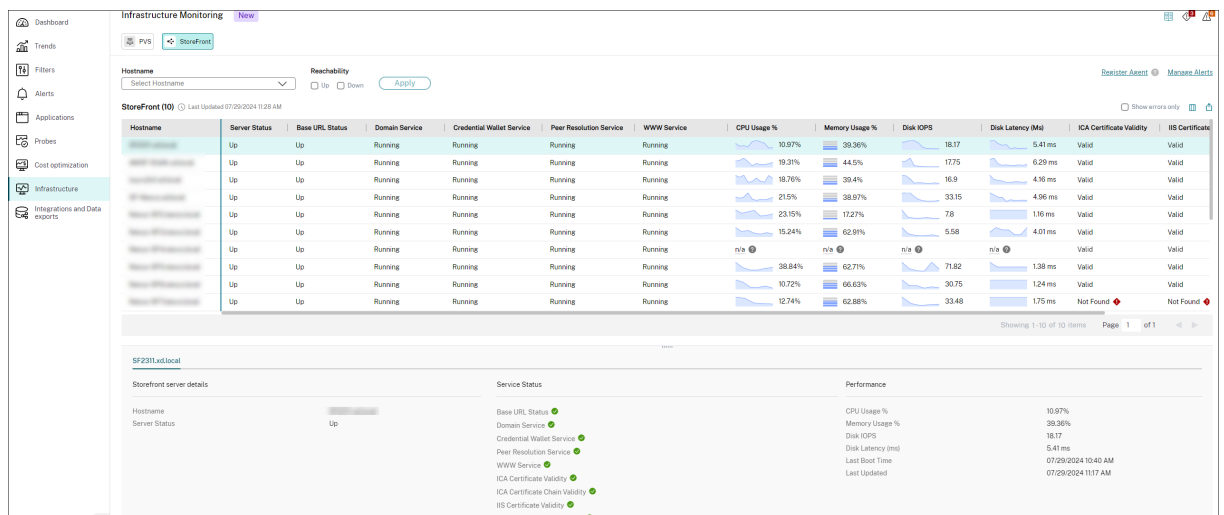 Infrastructure Monitoring New
3
6
Dashboard
Trends
Filters
Alerts
Applications
Probes
Cost optimization
Infrastructure
Integrations and Data
exports
PVS StoreFront
Hostname Reachability
Select Hostname Up Down Apply
Register Agent ? Manage Alerts
StoreFront (10) Last Updated 07/29/2024 11:28 AM Show errors only
Hostname Server Status Base URL Status Domain Service Credential Wallet Service Peer Resolution Service WWW Service CPU Usage % Memory Usage % Disk IOPS Disk Latency (Ms) ICA Certificate Validity IIS Certificate
Up Up Running Running Running Running 10.97% 39.36% 18.17 5.41 ms Valid Valid
Up Up Running Running Running Running 19.31% 44.5% 17.75 6.29 ms Valid Valid
Up Up Running Running Running Running 18.76% 39.4% 16.9 4.16 ms Valid Valid
Up Up Running Running Running Running 21.5% 38.97% 33.15 4.96 ms Valid Valid
Up Up Running Running Running Running 23.15% 17.27% 7.8 1.16 ms Valid Valid
Up Up Running Running Running Running 15.24% 62.91% 5.58 4.01 ms Valid Valid
Up Up Running Running Running Running n/a ? n/a ? n/a ? n/a ? Valid Valid
Up Up Running Running Running Running 38.84% 62.71% 71.82 1.38 ms Valid Valid
Up Up Running Running Running Running 10.72% 66.63% 30.75 1.24 ms Valid Valid
Up Up Running Running Running Running 12.74% 62.88% 33.48 1.75 ms Not Found Not Found
Showing 1-10 of 10 items Page 1 of 1
SF2311.xd.local
Storefront server details
Hostname
Server Status Up
Service Status
Base URL Status
Domain Service
Credential Wallet Service
Peer Resolution Service
WWW Service
ICA Certificate Validity
ICA Certificate Chain Validity
IIS Certificate Validity
Performance
CPU Usage % 10.97%
Memory Usage % 39.36%
Disk IOPS 18.17
Disk Latency (ms) 5.41 ms
Last Boot Time 07/29/2024 10:40 AM
Last Updated 07/29/2024 11:17 AM